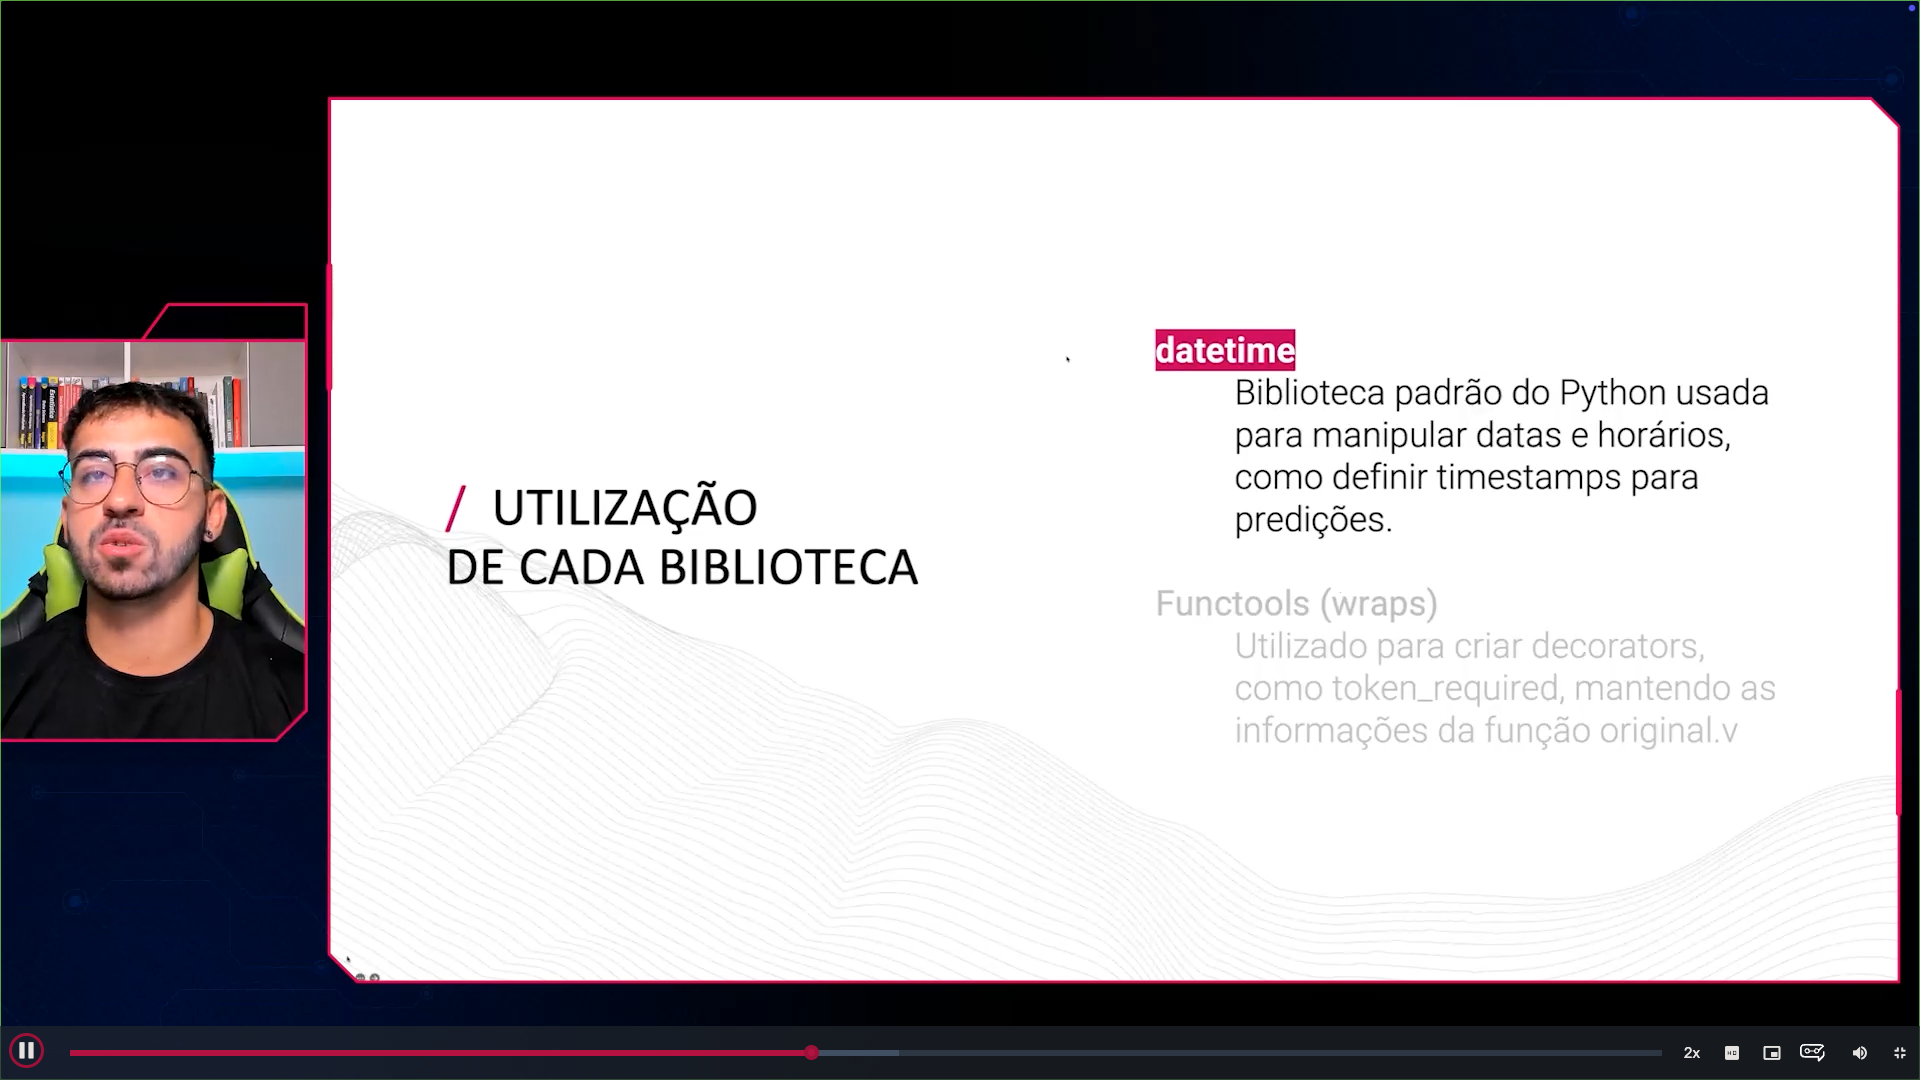 / UTILIZAÇÃO
DE CADA BIBLIOTECA
datetime
Biblioteca padrão do Python usada
para manipular datas e horários,
como definir timestamps para
predições.
Functools (wraps)
Utilizado para criar decorators,
como token_required, mantendo as
informações da função original.v
2x
HD